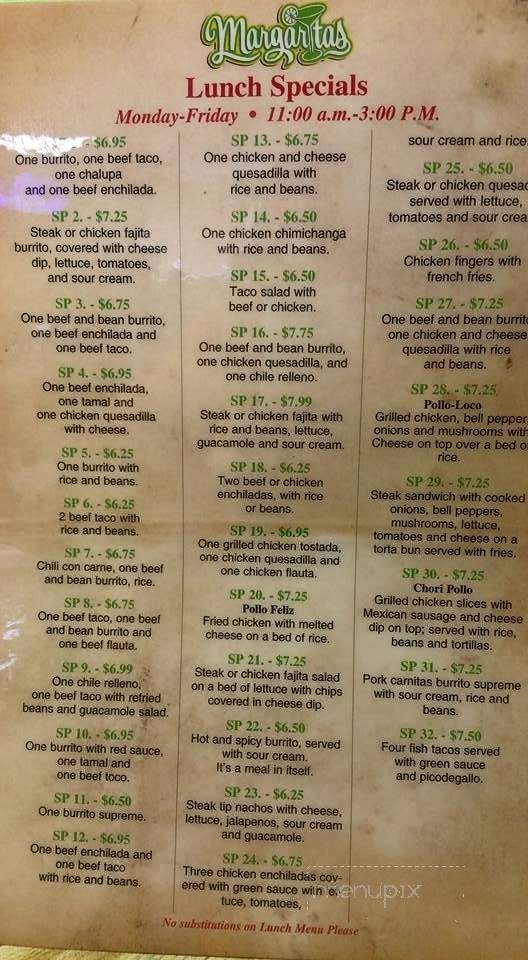 Margaritas
Lunch Specials
Monday-Friday • 11:00 a.m.-3:00 P.M.
- $6.95
One burrito, one beef taco,
one chalupa
and one beef enchilada.
SP 2. - $7.25
Steak or chicken fajita
burrito, covered with cheese
dip, lettuce, tomatoes,
and sour cream.
SP 3. - $6.75
One beef and bean burrito,
one beef enchilada and
one beef taco.
SP 4. - $6.95
One beef enchilada,
one tamal and
one chicken quesadilla
with cheese.
SP 5. - $6.25
One burrito with
rice and beans.
SP 6. - $6.25
2 beef taco with
rice and beans.
SP 7. - $6.75
Chili con carne, one beef
and bean burrito, rice.
SP 8. - $6.75
One beef taco, one beef
and bean burrito and
one beef flauta.
SP 9. - $6.99
One chile relleno,
one beef taco with refried
beans and guacamole salad.
SP 10. - $6.95
One burrito with red sauce,
one tamal and
one beef toco.
SP 11. - $6.50
One burrito supreme.
SP 12. - $6.95
One beef enchilada and
one beef taco
with rice and beans.
SP 13. - $6.75
One chicken and cheese
quesadilla with
rice and beans.
SP 14. - $6.50
One chicken chimichanga
with rice and beans.
SP 15. - $6.50
Taco salad with
beef or chicken.
SP 16. - $7.75
One beef and bean burrito,
one chicken quesadilla, and
one chile relleno.
SP 17. - $7.99
Steak or chicken fajita with
rice and beans, lettuce,
guacamole and sour cream.
SP 18. - $6.25
Two beef or chicken
enchiladas, with rice
or beans.
SP 19. - $6.95
One grilled chicken tostada,
one chicken quesadilla and
one chicken flauta.
SP 20. - $7.25
Pollo Feliz
Fried chicken with melted
cheese on a bed of rice.
SP 21. - $7.25
Steak or chicken fajita salad
on a bed of lettuce with chips
covered in cheese dip.
SP 22. - $6.50
Hot and spicy burrito, served
with sour cream.
It's a meal in itself.
SP 23. - $6.25
Steak tip nachos with cheese,
lettuce, jalapenos, sour cream
and guacamole.
SP 24. - $6.75
Three chicken enchiladas cov-
ered with green sauce with
tuce, tomatoes,
sour cream and rice.
SP 25. - $6.50
Steak or chicken quesad
served with lettuce,
tomatoes and sour crea
SP 26. - $6.50
Chicken fingers with
french fries.
SP 27. - $7.25
One beef and bean burrito
one chicken and cheese
quesadilla with rice
and beans.
SP 28. - $7.25
Pollo-Loco
Grilled chicken, bell pepper,
onions and mushrooms with
Cheese on top over a bed o
rice.
SP 29. - $7.25
Steak sandwich with cooked
onions, bell peppers,
mushrooms, lettuce,
tomatoes and cheese on a
torta bun served with fries.
SP 30. - $7.25
Chori Pollo
Grilled chicken slices with
Mexican sausage and cheese
dip on top; served with rice,
beans and tortillas.
SP 31. - $7.25
Pork carnitas burrito supreme
with sour cream, rice and
beans.
SP 32. - $7.50
Four fish tacos served
with green sauce
and picodegallo.
menupix
No substitutions on Lunch Menu Please